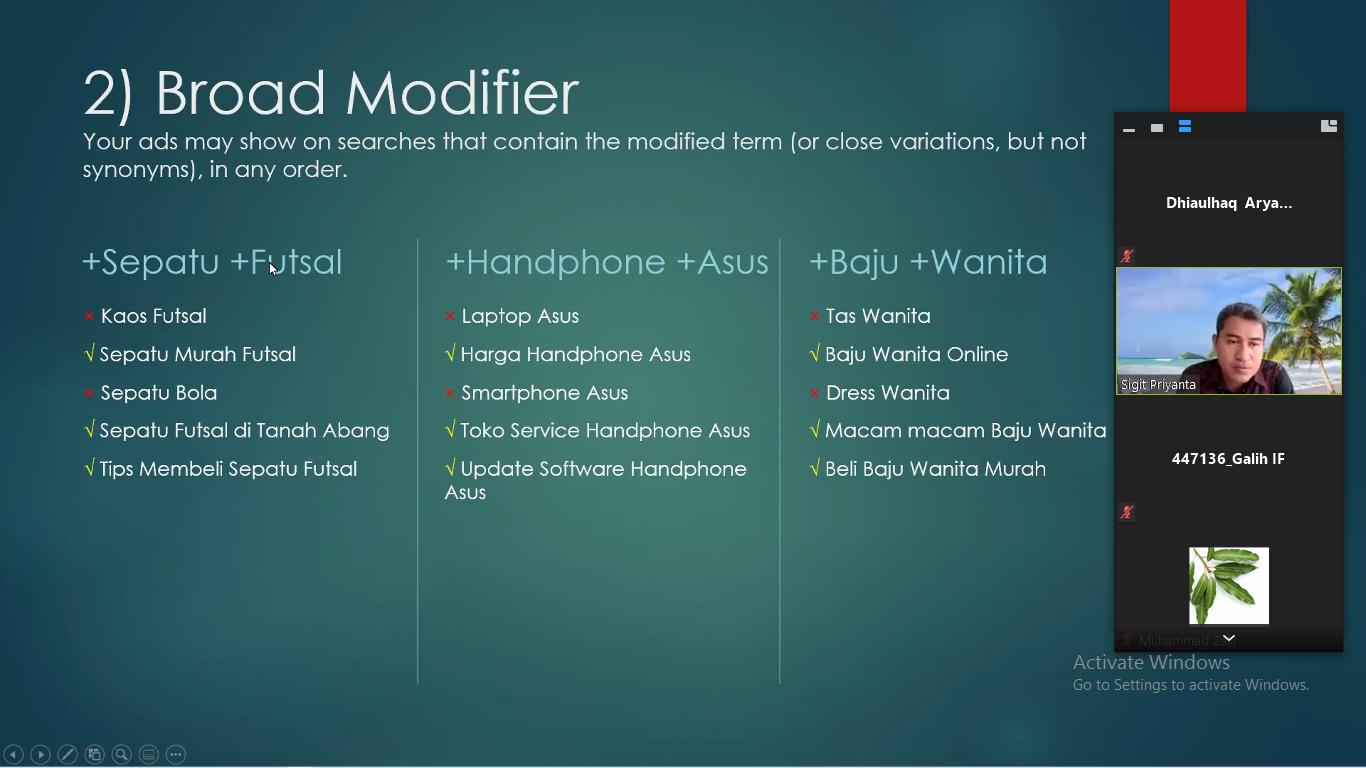 2) Broad Modifier
Your ads may show on searches that contain the modified term (or close variations, but not
synonyms), in any order.
+Sepatu +Futsal
× Kaos Futsal
√ Sepatu Murah Futsal
× Sepatu Bola
√ Sepatu Futsal di Tanah Abang
√ Tips Membeli Sepatu Futsal
+Handphone +Asus
× Laptop Asus
√ Harga Handphone Asus
× Smartphone Asus
√ Toko Service Handphone Asus
√ Update Software Handphone
Asus
+Baju +Wanita
× Tas Wanita
√ Baju Wanita Online
× Dress Wanita
√ Macam macam Baju Wanita
√ Beli Baju Wanita Murah
Dhiaulhaq Arya...
Sigit Priyanta
447136_Galih IF
Muhammad
Activate Windows
Go to Settings to activate Windows.